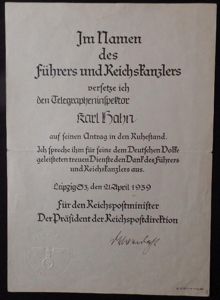 Im Namen
des
Führers und Reichskanzlers
versetze ich
den Telegrapheninspektor
Karl Hahn
auf seinen Antrag in den Ruhestand.
Ich spreche ihm für seine dem Deutschen Volke
geleisteten treuen Dienste den Dank des Führers
und Reichskanzlers aus.
Leipzig C2, den 21. April 1939
Für den Reichspostminister
Der Präsident der Reichspostdirektion